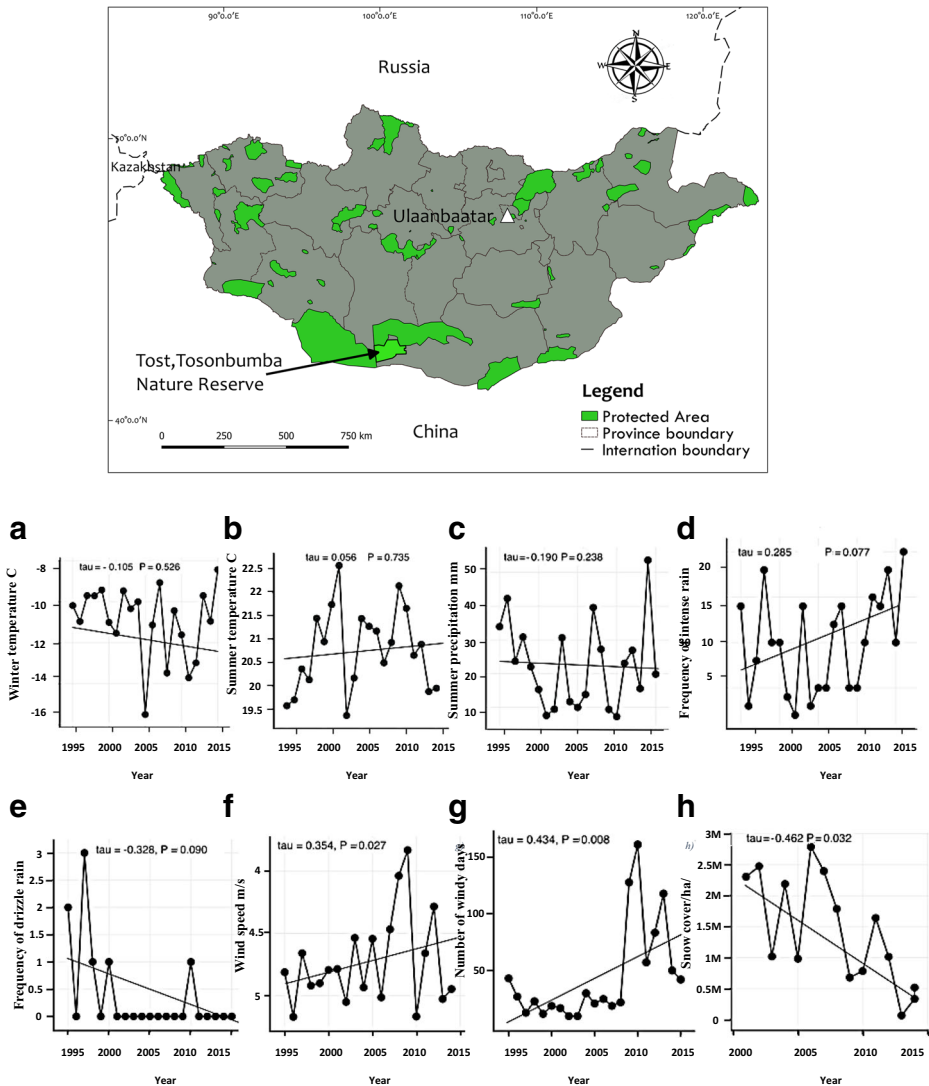 90°0.0'E 100°0.0'E 120°0.0'E
N
W E
S
Russia
50°0.0'N
Kazakhstan
Ulaanbaatar
Tost,Tosonbumba
Nature Reserve
Legend
Protected Area
Province boundary
Internation boundary
40°0.0'N
0 250 500 750 km
China
a
tau = - 0.105 P = 0.526
Winter temperature C
-8
-10
-12
-14
-16
1995 2000 2005 2010 2015
Year
b
tau = 0.056 P = 0.735
Summer temperature C
22.5
21.5
20.5
19.5
1995 2000 2005 2010 2015
Year
c
tau=-0.190 P = 0.238
Summer precipitation mm
50
40
30
20
10
1995 2000 2005 2010 2015
Year
d
tau = 0.285 P = 0.077
Frequency of intense rain
20
15
10
5
1995 2000 2005 2010 2015
Year
e
tau = -0.328, P = 0.090
Frequency of drizzle rain
3
2.5
2
1.5
1
0.5
0
1995 2000 2005 2010 2015
Year
f
tau = 0.354, P = 0.027
Wind speed m/s
4
4.5
5
1995 2000 2005 2010 2015
Year
g
tau = 0.434, P = 0.008
Number of windy days
150
100
50
1995 2000 2005 2010 2015
Year
h
h)
tau=-0.462 P = 0.032
Snow cover/ha/
3M
2.5M
2M
1.5M
1M
0.5M
0
2000 2005 2010 2015
Year